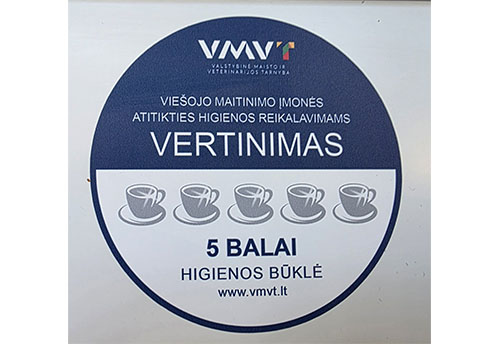 VMVT
VALSTYBINĖ MAISTO IR
VETERINARIJOS TARNYBA
VIEŠOJO MAITINIMO ĮMONĖS
ATITIKTIES HIGIENOS REIKALAVIMAMS
VERTINIMAS
5 BALAI
HIGIENOS BŪKLĖ
www.vmvt.lt